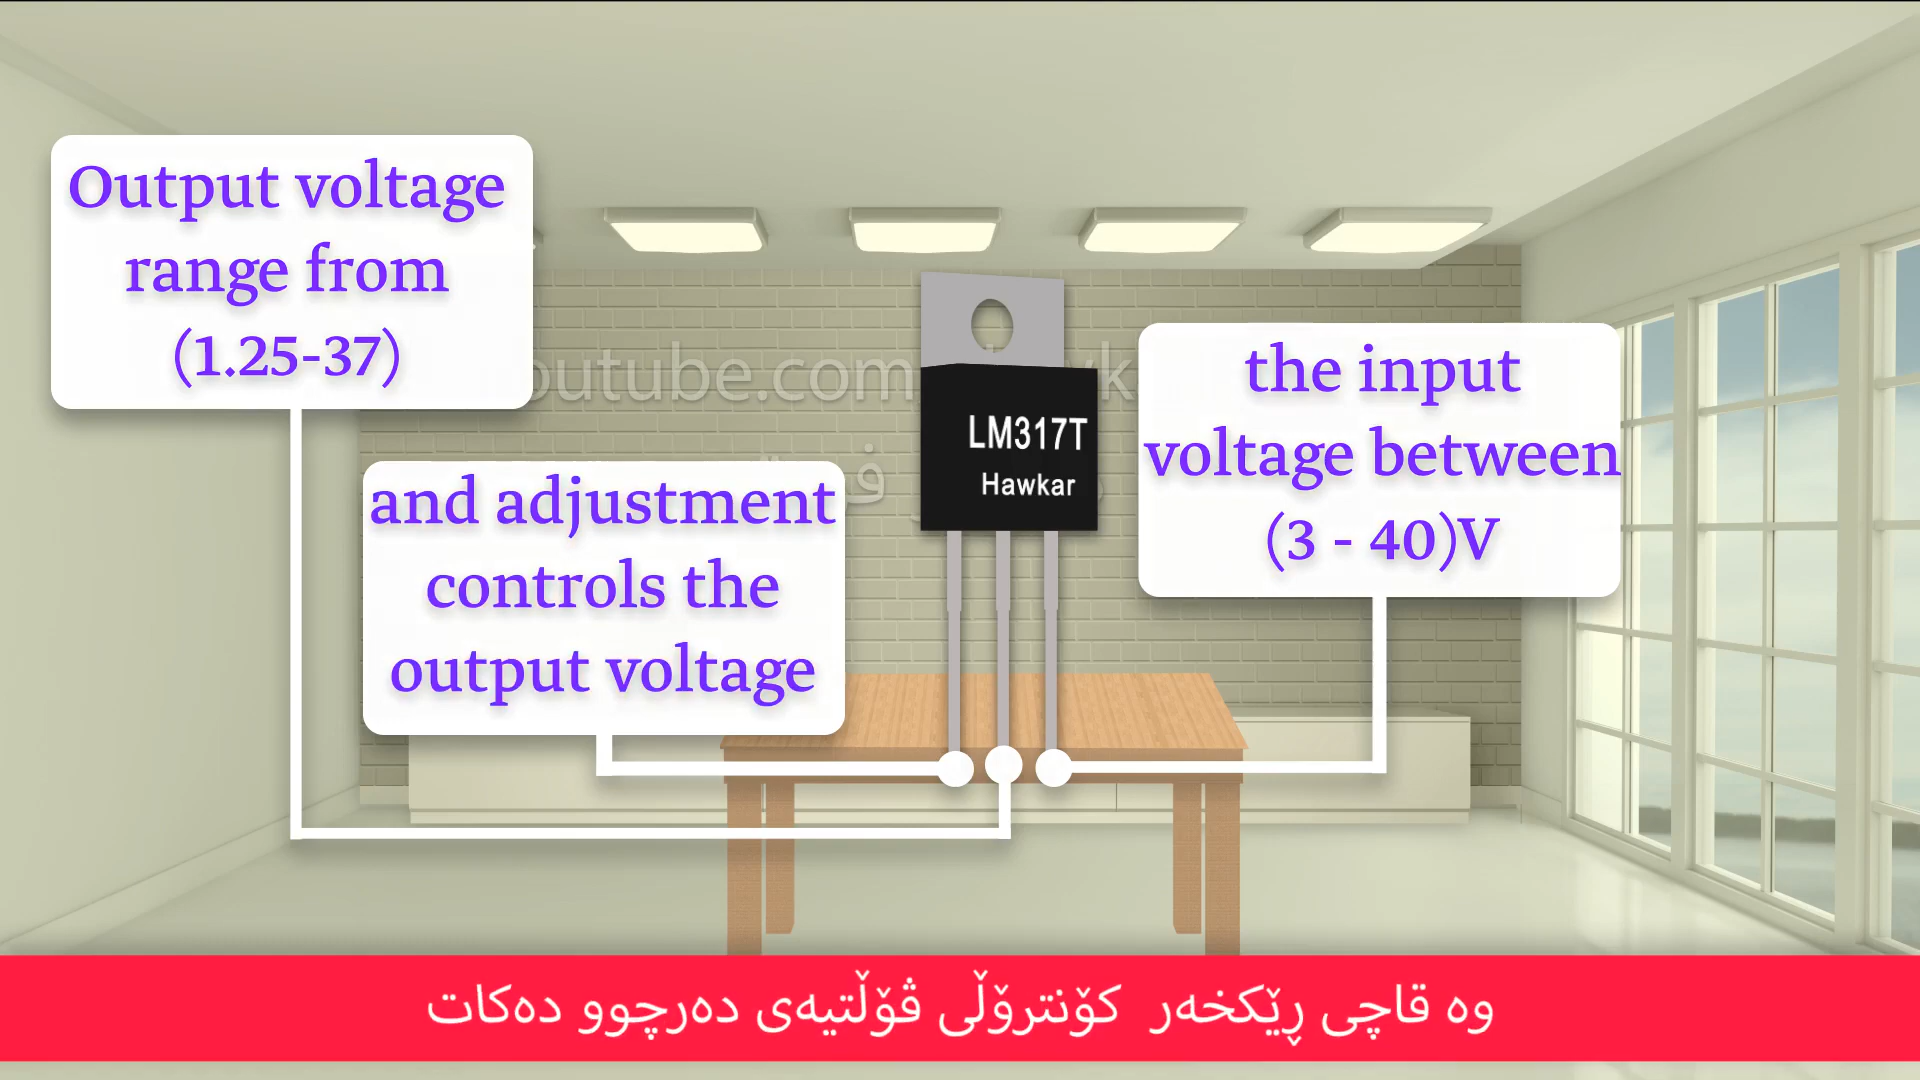 Output voltage
range from
(1.25-37)
and adjustment
controls the
output voltage
LM317T
Hawkar
the input
voltage between
(3 - 40)V
وە قاچی ڕێکخەر کۆنترۆڵی ڤۆڵتیەی دەرچوو دەکات